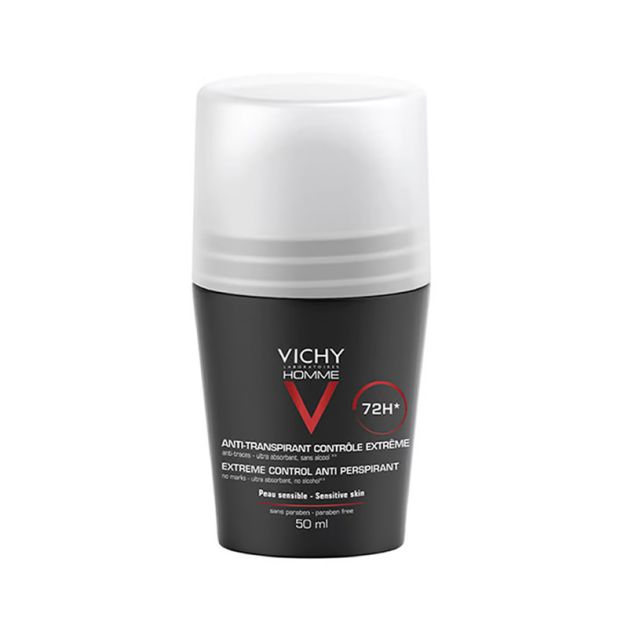 VICHY
LABORATOIRES
HOMME
V
72H*
ANTI-TRANSPIRANT CONTRÔLE EXTRÊME
anti-traces - ultra absorbant, sans alcool **
EXTREME CONTROL ANTI PERSPIRANT
no marks - ultra absorbent, no alcohol**
Peau sensible - Sensitive skin
sans paraben - paraben free
50 ml